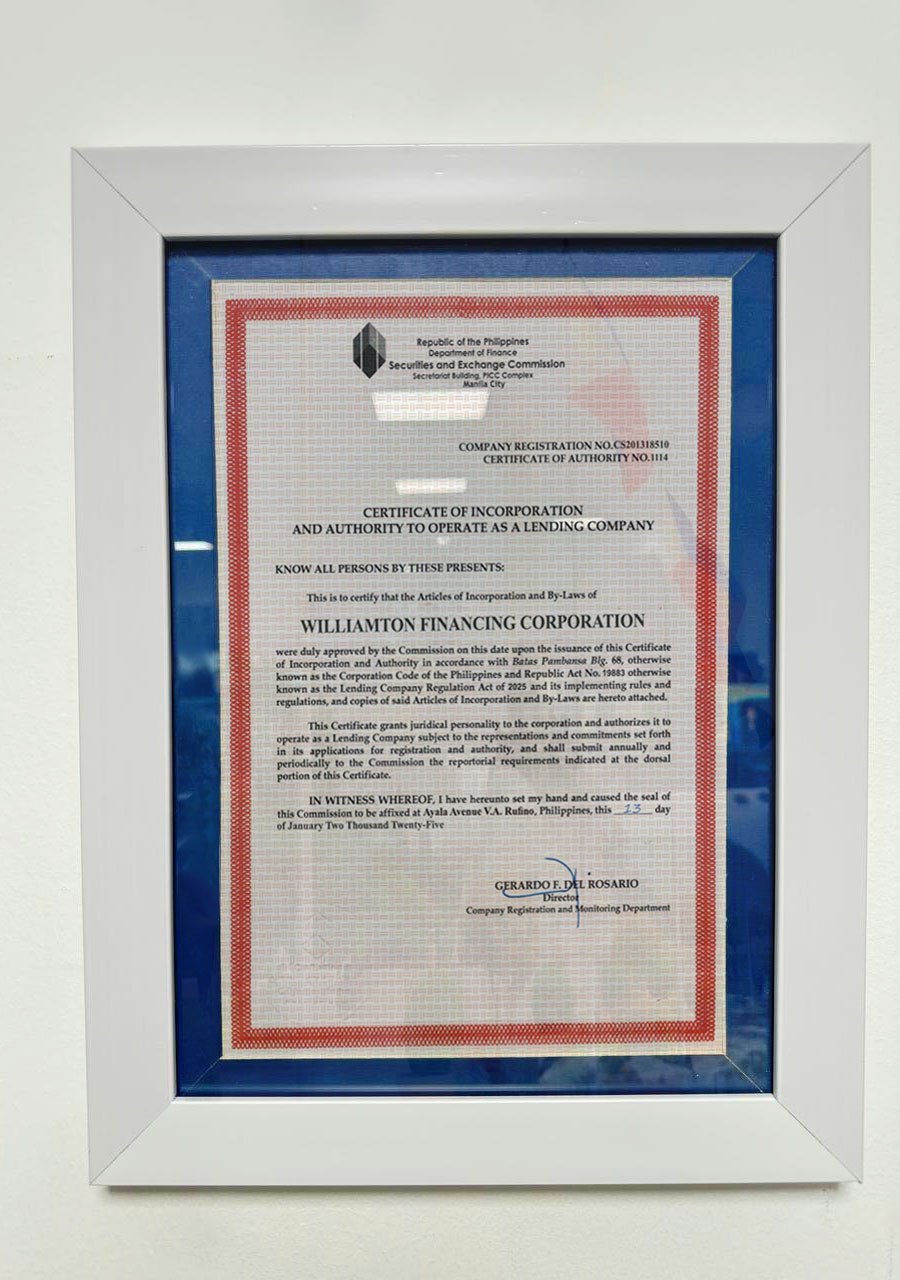 Republic of the Philippines
Department of Finance
Securities and Exchange Commission
Secretariat Building, PICC Complex
Manila City
COMPANY REGISTRATION NO.CS201318510
CERTIFICATE OF AUTHORITY NO.1114
CERTIFICATE OF INCORPORATION
AND AUTHORITY TO OPERATE AS A LENDING COMPANY
KNOW ALL PERSONS BY THESE PRESENTS:
This is to certify that the Articles of Incorporation and By-Laws of
WILLIAMTON FINANCING CORPORATION
were duly approved by the Commission on this date upon the issuance of this Certificate
of Incorporation and Authority in accordance with Batas Pambansa Blg. 68, otherwise
known as the Corporation Code of the Philippines and Republic Act No. 19883 otherwise
known as the Lending Company Regulation Act of 2025 and its implementing rules and
regulations, and copies of said Articles of Incorporation and By-Laws are hereto attached.
This Certificate grants juridical personality to the corporation and authorizes it to
operate as a Lending Company subject to the representations and commitments set forth
in its applications for registration and authority, and shall submit annually and
periodically to the Commission the reportorial requirements indicated at the dorsal
portion of this Certificate.
IN WITNESS WHEREOF, I have hereunto set my hand and caused the seal of
this Commission to be affixed at Ayala Avenue V.A. Rufino, Philippines, this 13 day
of January Two Thousand Twenty-Five
GERARDO F. DEL ROSARIO
Director
Company Registration and Monitoring Department